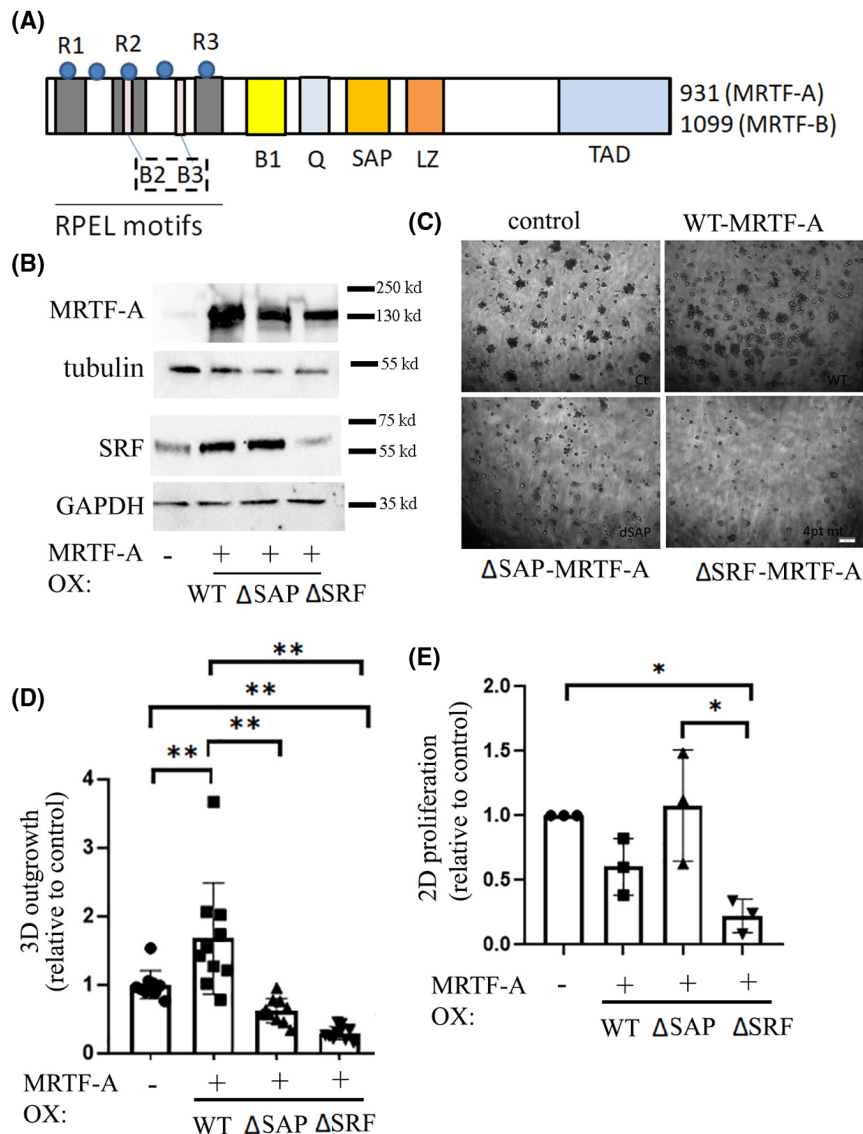 (A)
R1 R2 R3
931 (MRTF-A)
1099 (MRTF-B)
B2 B3
B1 Q SAP LZ TAD
RPEL motifs
(B)
MRTF-A
250 kd
130 kd
tubulin
55 kd
SRF
75 kd
55 kd
GAPDH
35 kd
MRTF-A - + + +
OX: WT ΔSAP ΔSRF
(C)
control WT-MRTF-A
Ct WT
dSAP 4pt mt
ΔSAP-MRTF-A ΔSRF-MRTF-A
(D)
**
**
**
**
3D outgrowth
(relative to control)
4
3
2
1
0
MRTF-A - + + +
OX: WT ΔSAP ΔSRF
(E)
*
*
2D proliferation
(relative to control)
2.0
1.5
1.0
0.5
0.0
MRTF-A - + + +
OX: WT ΔSAP ΔSRF